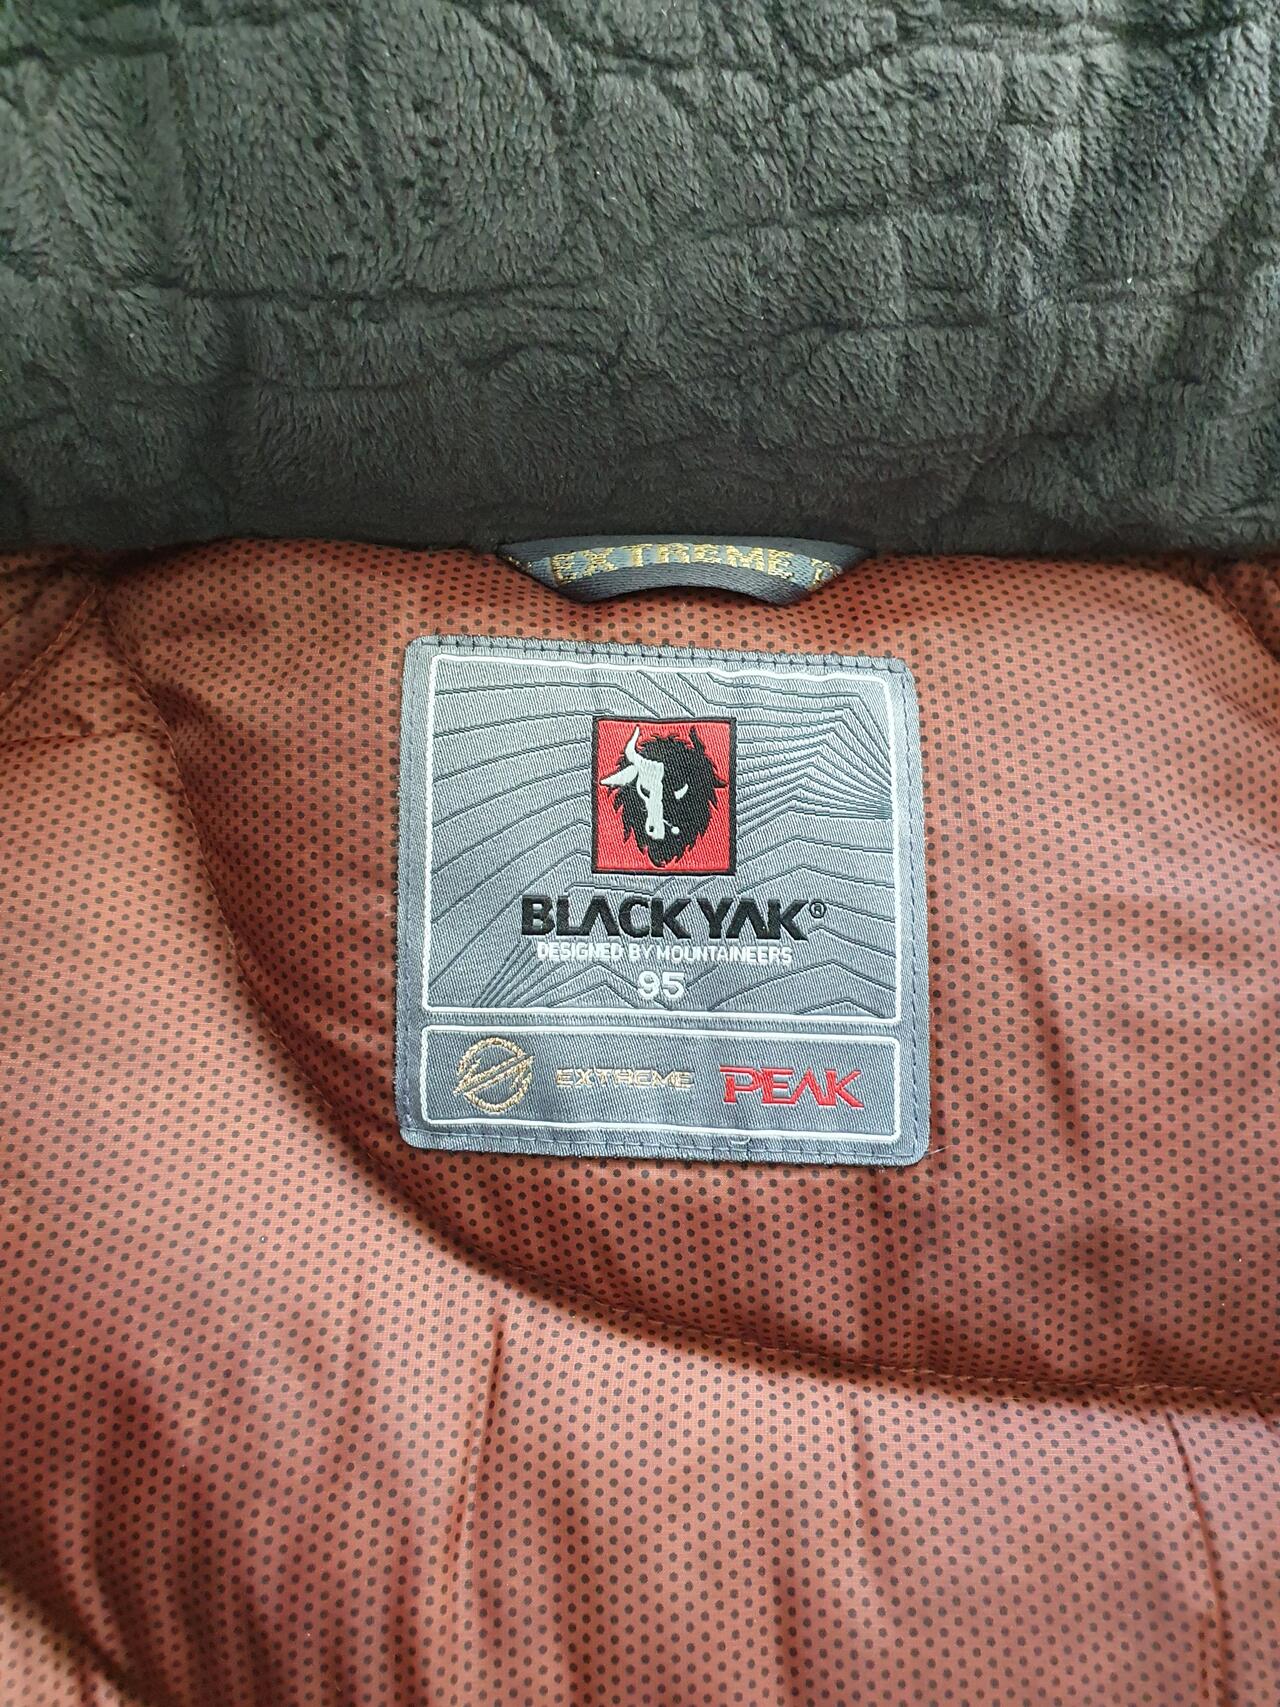 EXTREME
BLACK YAK®
DESIGNED BY MOUNTAINEERS
95
EXTREME PEAK